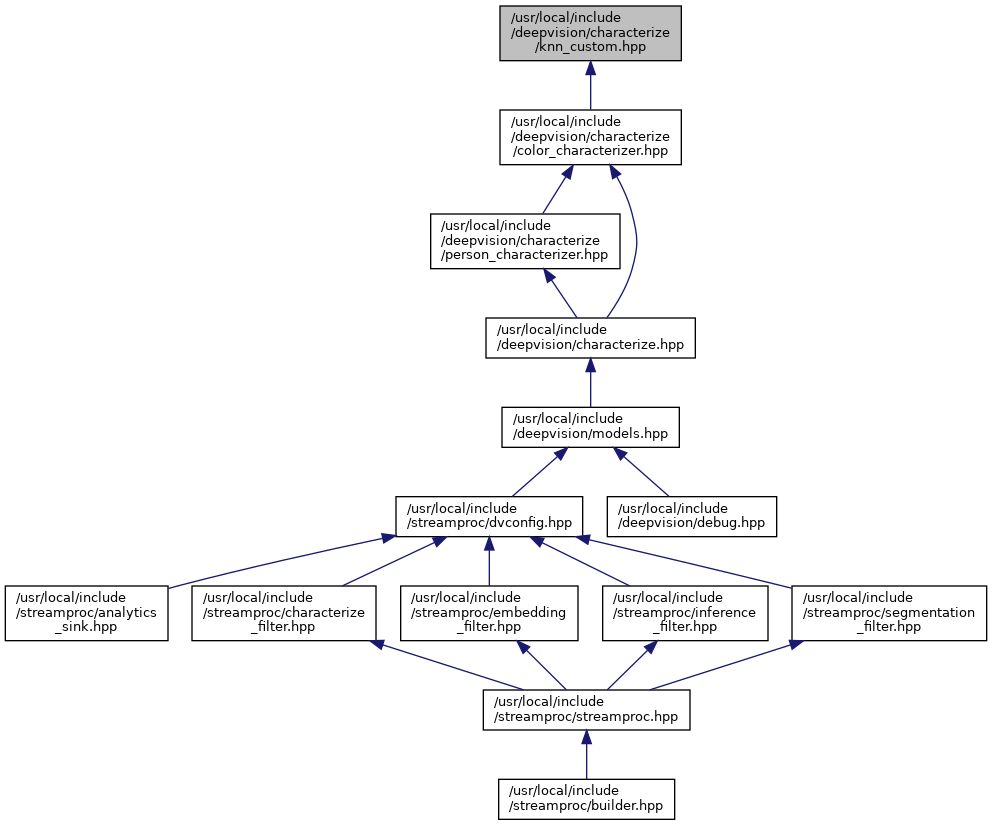 /usr/local/include
/deepvision/characterize
/knn_custom.hpp
/usr/local/include
/deepvision/characterize
/color_characterizer.hpp
/usr/local/include
/deepvision/characterize
/person_characterizer.hpp
/usr/local/include
/deepvision/characterize.hpp
/usr/local/include
/deepvision/models.hpp
/usr/local/include
/streamproc/dvconfig.hpp
/usr/local/include
/deepvision/debug.hpp
/usr/local/include
/streamproc/analytics
_sink.hpp
/usr/local/include
/streamproc/characterize
_filter.hpp
/usr/local/include
/streamproc/embedding
_filter.hpp
/usr/local/include
/streamproc/inference
_filter.hpp
/usr/local/include
/streamproc/segmentation
_filter.hpp
/usr/local/include
/streamproc/streamproc.hpp
/usr/local/include
/streamproc/builder.hpp